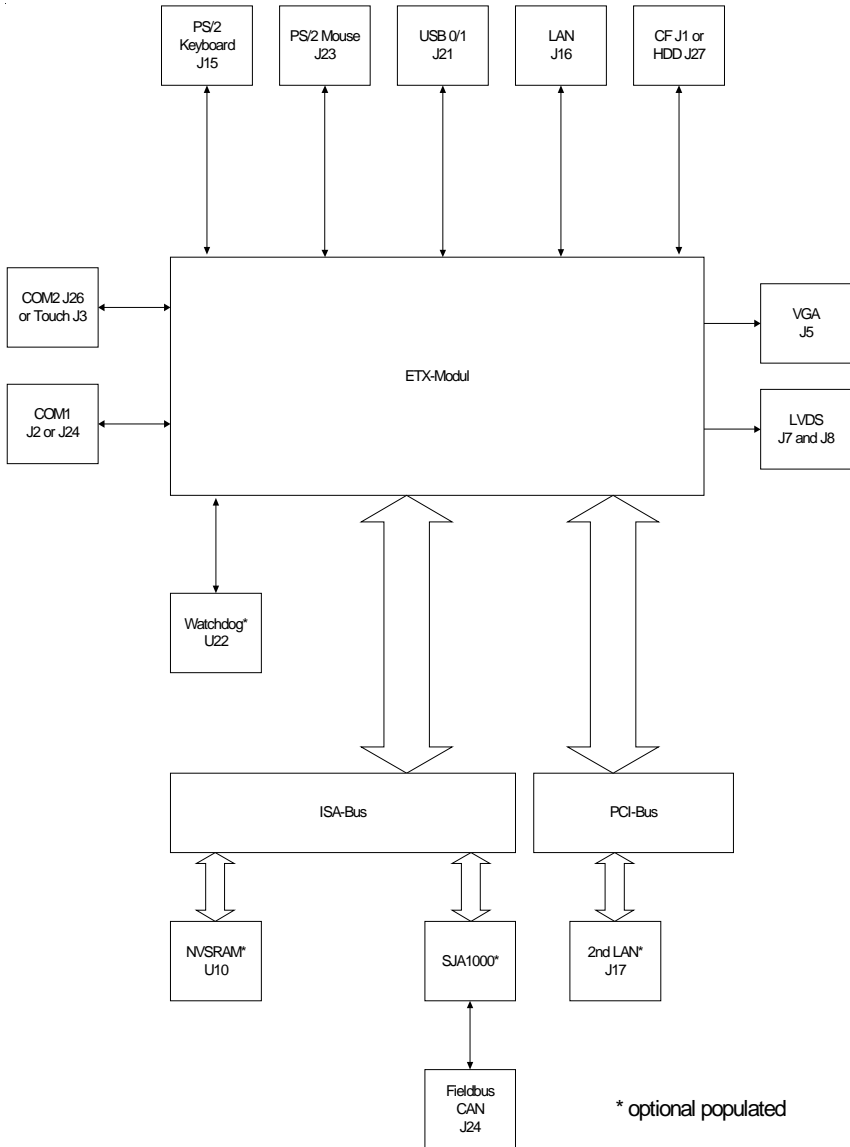 PS/2
Keyboard
J15
PS/2 Mouse
J23
USB 0/1
J21
LAN
J16
CF J1 or
HDD J27
COM2 J26
or Touch J3
ETX-Modul
VGA
J5
COM1
J2 or J24
LVDS
J7 and J8
Watchdog*
U22
ISA-Bus
PCI-Bus
NVSRAM*
U10
SJA1000*
2nd LAN*
J17
Fieldbus
CAN
J24
* optional populated